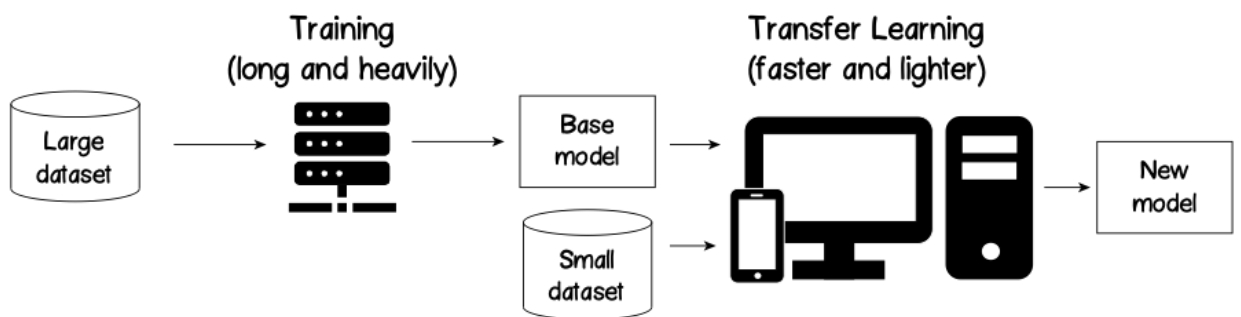 Training
(long and heavily)
Transfer Learning
(faster and lighter)
Large
dataset
Base
model
Small
dataset
New
model